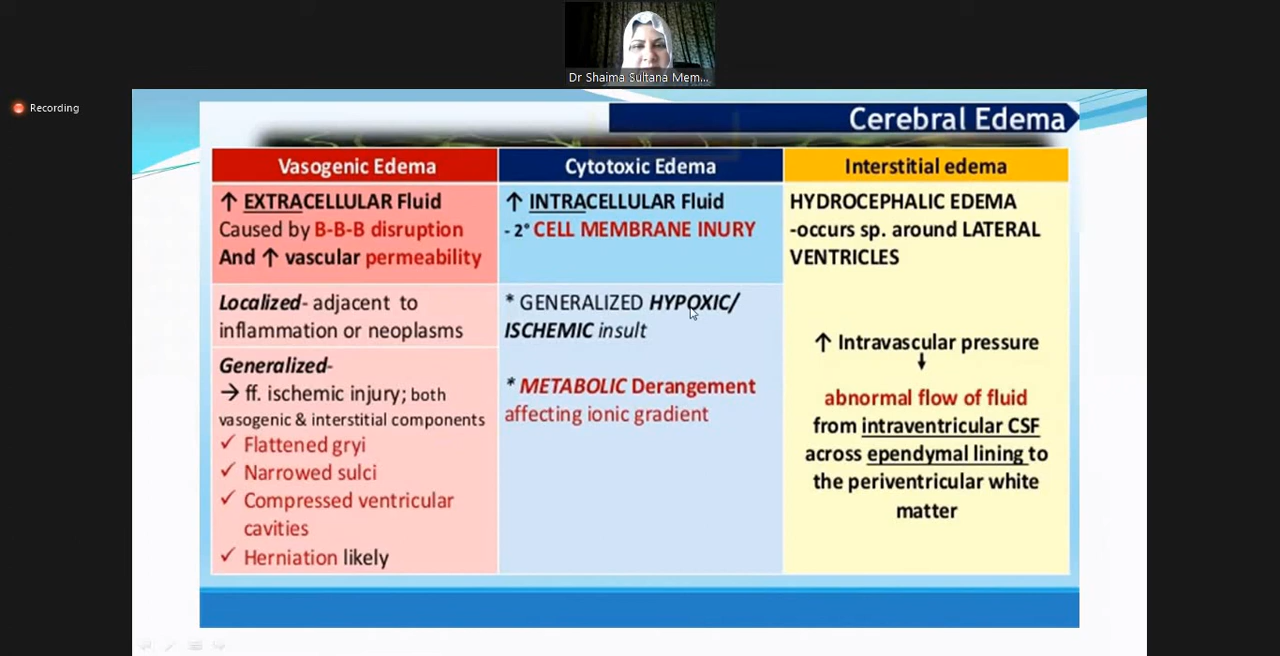 Dr Shaima Sultana Mem...
Recording
Cerebral Edema
Vasogenic Edema
↑ EXTRACELLULAR Fluid
Caused by B-B-B disruption
And ↑ vascular permeability
Localized- adjacent to
inflammation or neoplasms
Generalized-
→ ff. ischemic injury; both
vasogenic & interstitial components
✓ Flattened gryi
✓ Narrowed sulci
✓ Compressed ventricular
cavities
✓ Herniation likely
Cytotoxic Edema
↑ INTRACELLULAR Fluid
- 2° CELL MEMBRANE INURY
* GENERALIZED HYPOXIC/
ISCHEMIC insult
* METABOLIC Derangement
affecting ionic gradient
Interstitial edema
HYDROCEPHALIC EDEMA
-occurs sp. around LATERAL
VENTRICLES
↑ Intravascular pressure
↓
abnormal flow of fluid
from intraventricular CSF
across ependymal lining to
the periventricular white
matter